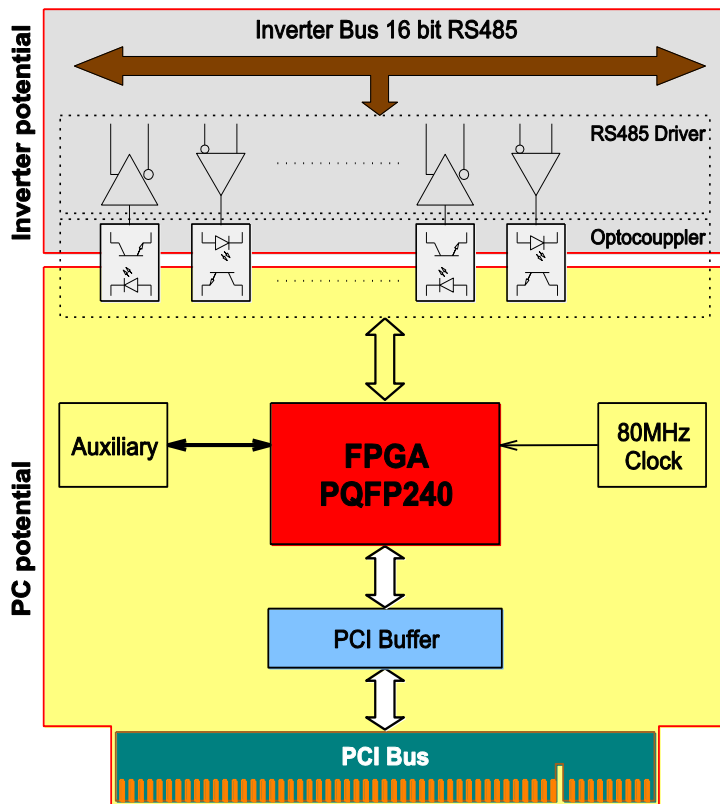 Inverter Bus 16 bit RS485
Inverter potential
RS485 Driver
Optocouppler
PC potential
Auxiliary
FPGA
PQFP240
80MHz
Clock
PCI Buffer
PCI Bus